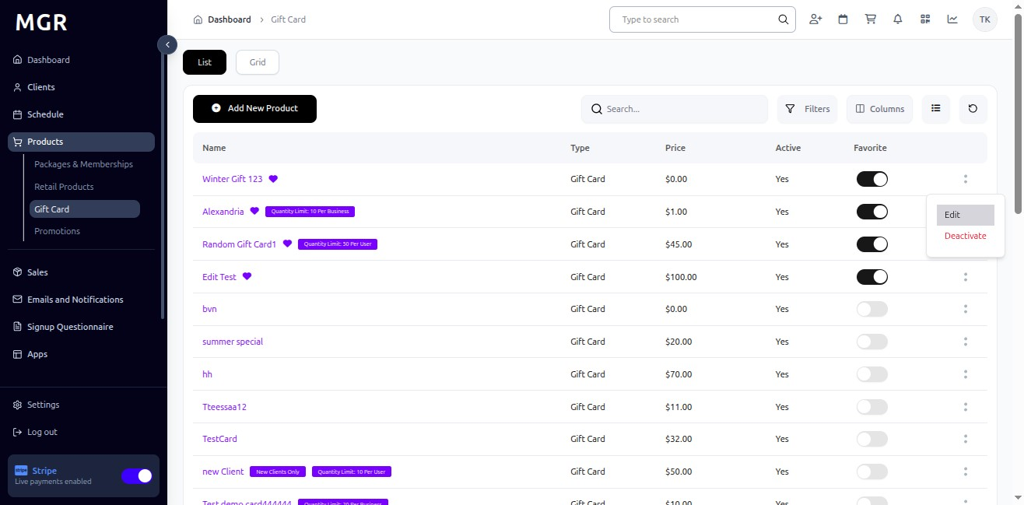 MGR
Dashboard
Clients
Schedule
Products
Packages & Memberships
Retail Products
Gift Card
Promotions
Sales
Emails and Notifications
Signup Questionnaire
Apps
Settings
Log out
Stripe
Live payments enabled
Dashboard > Gift Card
Type to search
TK
List Grid
Add New Product
Search...
Filters
Columns
Name Type Price Active Favorite
Winter Gift 123 Gift Card $0.00 Yes
Alexandria Quantity Limit: 10 Per Business Gift Card $1.00 Yes
Random Gift Card1 Quantity Limit: 50 Per User Gift Card $45.00 Yes
Edit Test Gift Card $100.00 Yes
bvn Gift Card $0.00 Yes
summer special Gift Card $20.00 Yes
hh Gift Card $70.00 Yes
Tteessaa12 Gift Card $11.00 Yes
TestCard Gift Card $32.00 Yes
new Client New Clients Only Quantity Limit: 10 Per User Gift Card $50.00 Yes
Test demo card444444 Gift Card $10.00 Yes
Edit
Deactivate